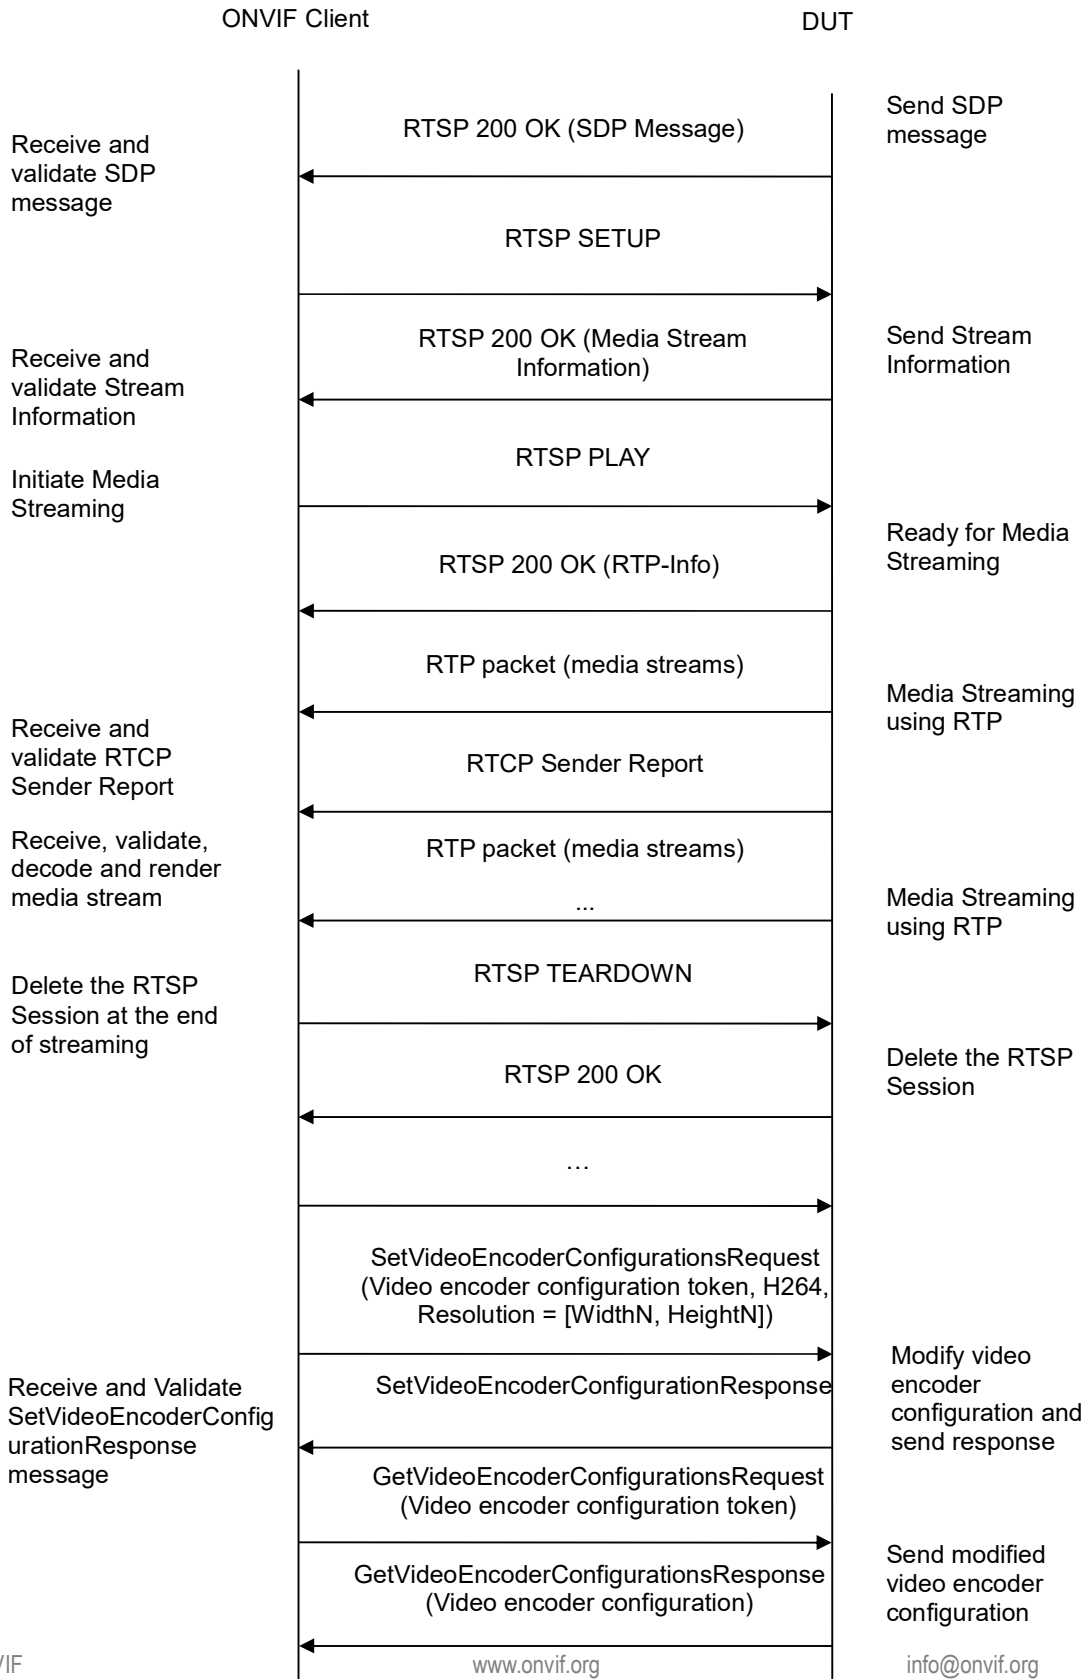 ONVIF Client
DUT
Send SDP
message
RTSP 200 OK (SDP Message)
Receive and
validate SDP
message
RTSP SETUP
RTSP 200 OK (Media Stream
Information)
Send Stream
Information
Receive and
validate Stream
Information
RTSP PLAY
Initiate Media
Streaming
Ready for Media
Streaming
RTSP 200 OK (RTP-Info)
RTP packet (media streams)
Media Streaming
using RTP
Receive and
validate RTCP
Sender Report
RTCP Sender Report
Receive, validate,
decode and render
media stream
RTP packet (media streams)
...
Media Streaming
using RTP
RTSP TEARDOWN
Delete the RTSP
Session at the end
of streaming
Delete the RTSP
Session
RTSP 200 OK
…
SetVideoEncoderConfigurationsRequest
(Video encoder configuration token, H264,
Resolution = [WidthN, HeightN])
Modify video
encoder
configuration and
send response
SetVideoEncoderConfigurationResponse
Receive and Validate
SetVideoEncoderConfig
urationResponse
message
GetVideoEncoderConfigurationsRequest
(Video encoder configuration token)
Send modified
video encoder
configuration
GetVideoEncoderConfigurationsResponse
(Video encoder configuration)
www.onvif.org
info@onvif.org